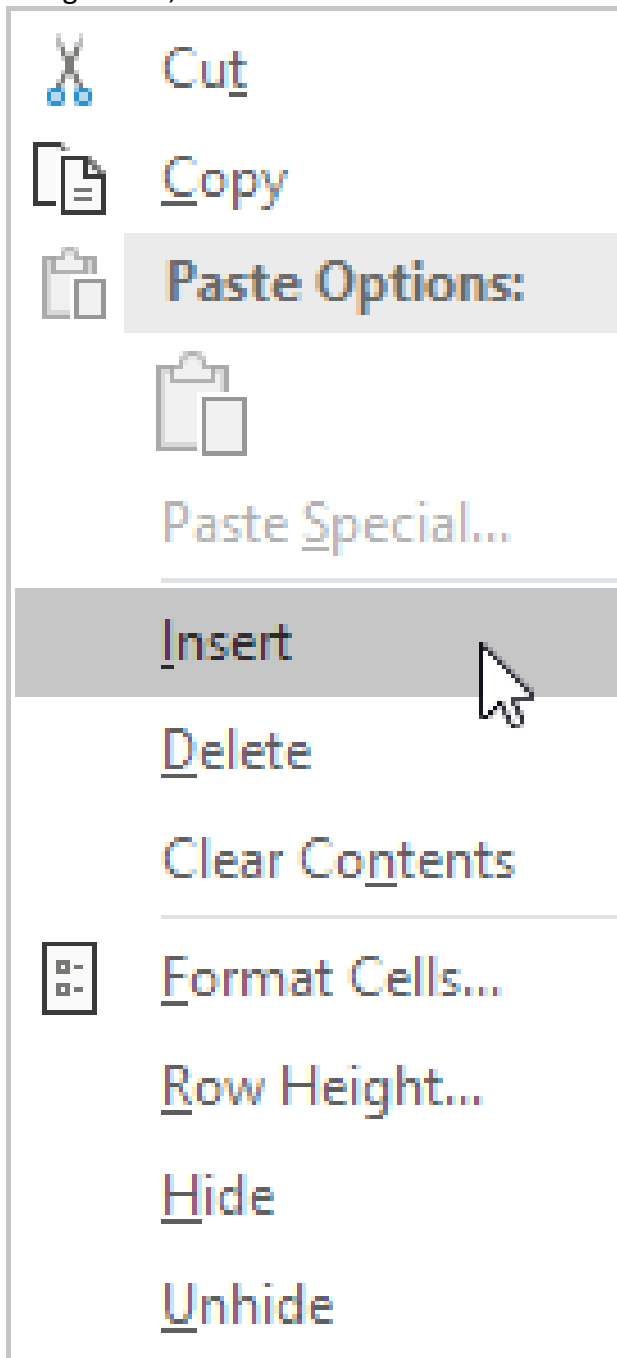 Cut
Copy
Paste Options:
Paste Special...
Insert
Delete
Clear Contents
Format Cells...
Row Height...
Hide
Unhide